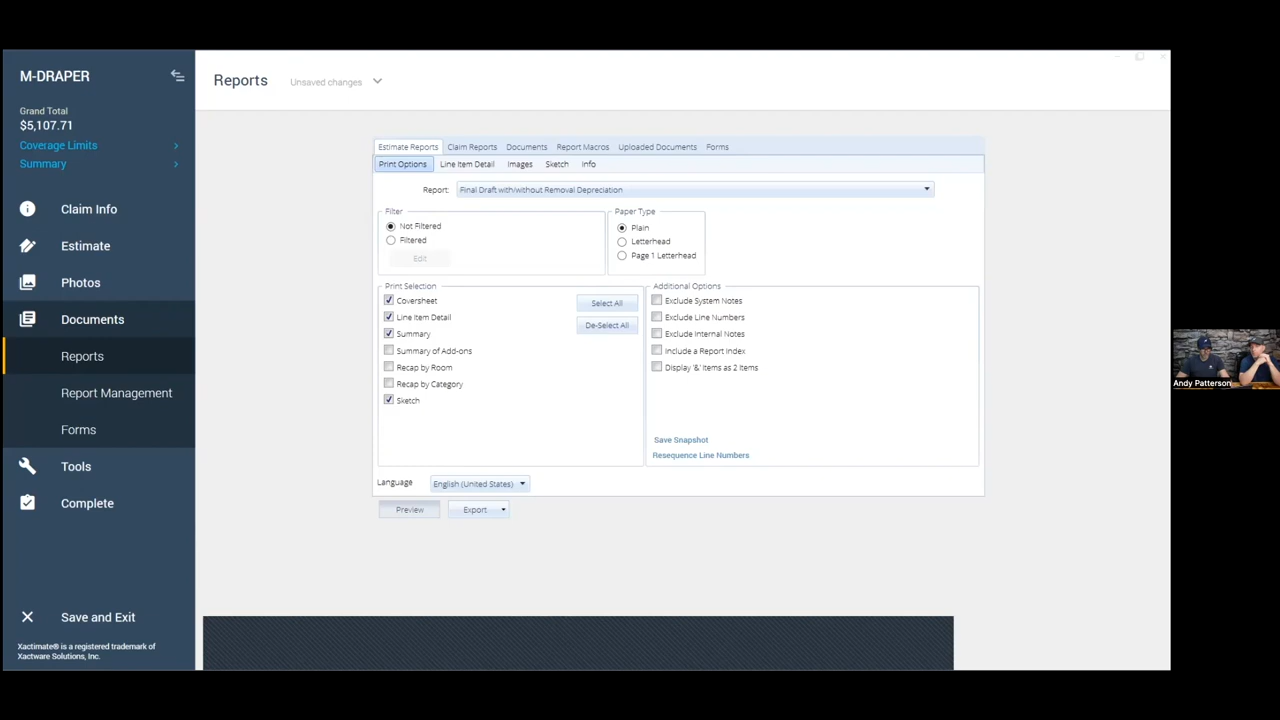 M-DRAPER
Grand Total
$5,107.71
Coverage Limits
Summary
Claim Info
Estimate
Photos
Documents
Reports
Report Management
Forms
Tools
Complete
Save and Exit
Xactimate® is a registered trademark of
Xactware Solutions, Inc.
Reports Unsaved changes
Estimate Reports Claim Reports Documents Report Macros Uploaded Documents Forms
Print Options Line Item Detail Images Sketch Info
Report: Final Draft with/without Removal Depreciation
Filter
Not Filtered
Filtered
Edit
Paper Type
Plain
Letterhead
Page 1 Letterhead
Print Selection
Coversheet
Line Item Detail
Summary
Summary of Add-ons
Recap by Room
Recap by Category
Sketch
Select All
De-Select All
Additional Options
Exclude System Notes
Exclude Line Numbers
Exclude Internal Notes
Include a Report Index
Display '&' Items as 2 Items
Save Snapshot
Resequence Line Numbers
Language English (United States)
Preview Export
Andy Patterson